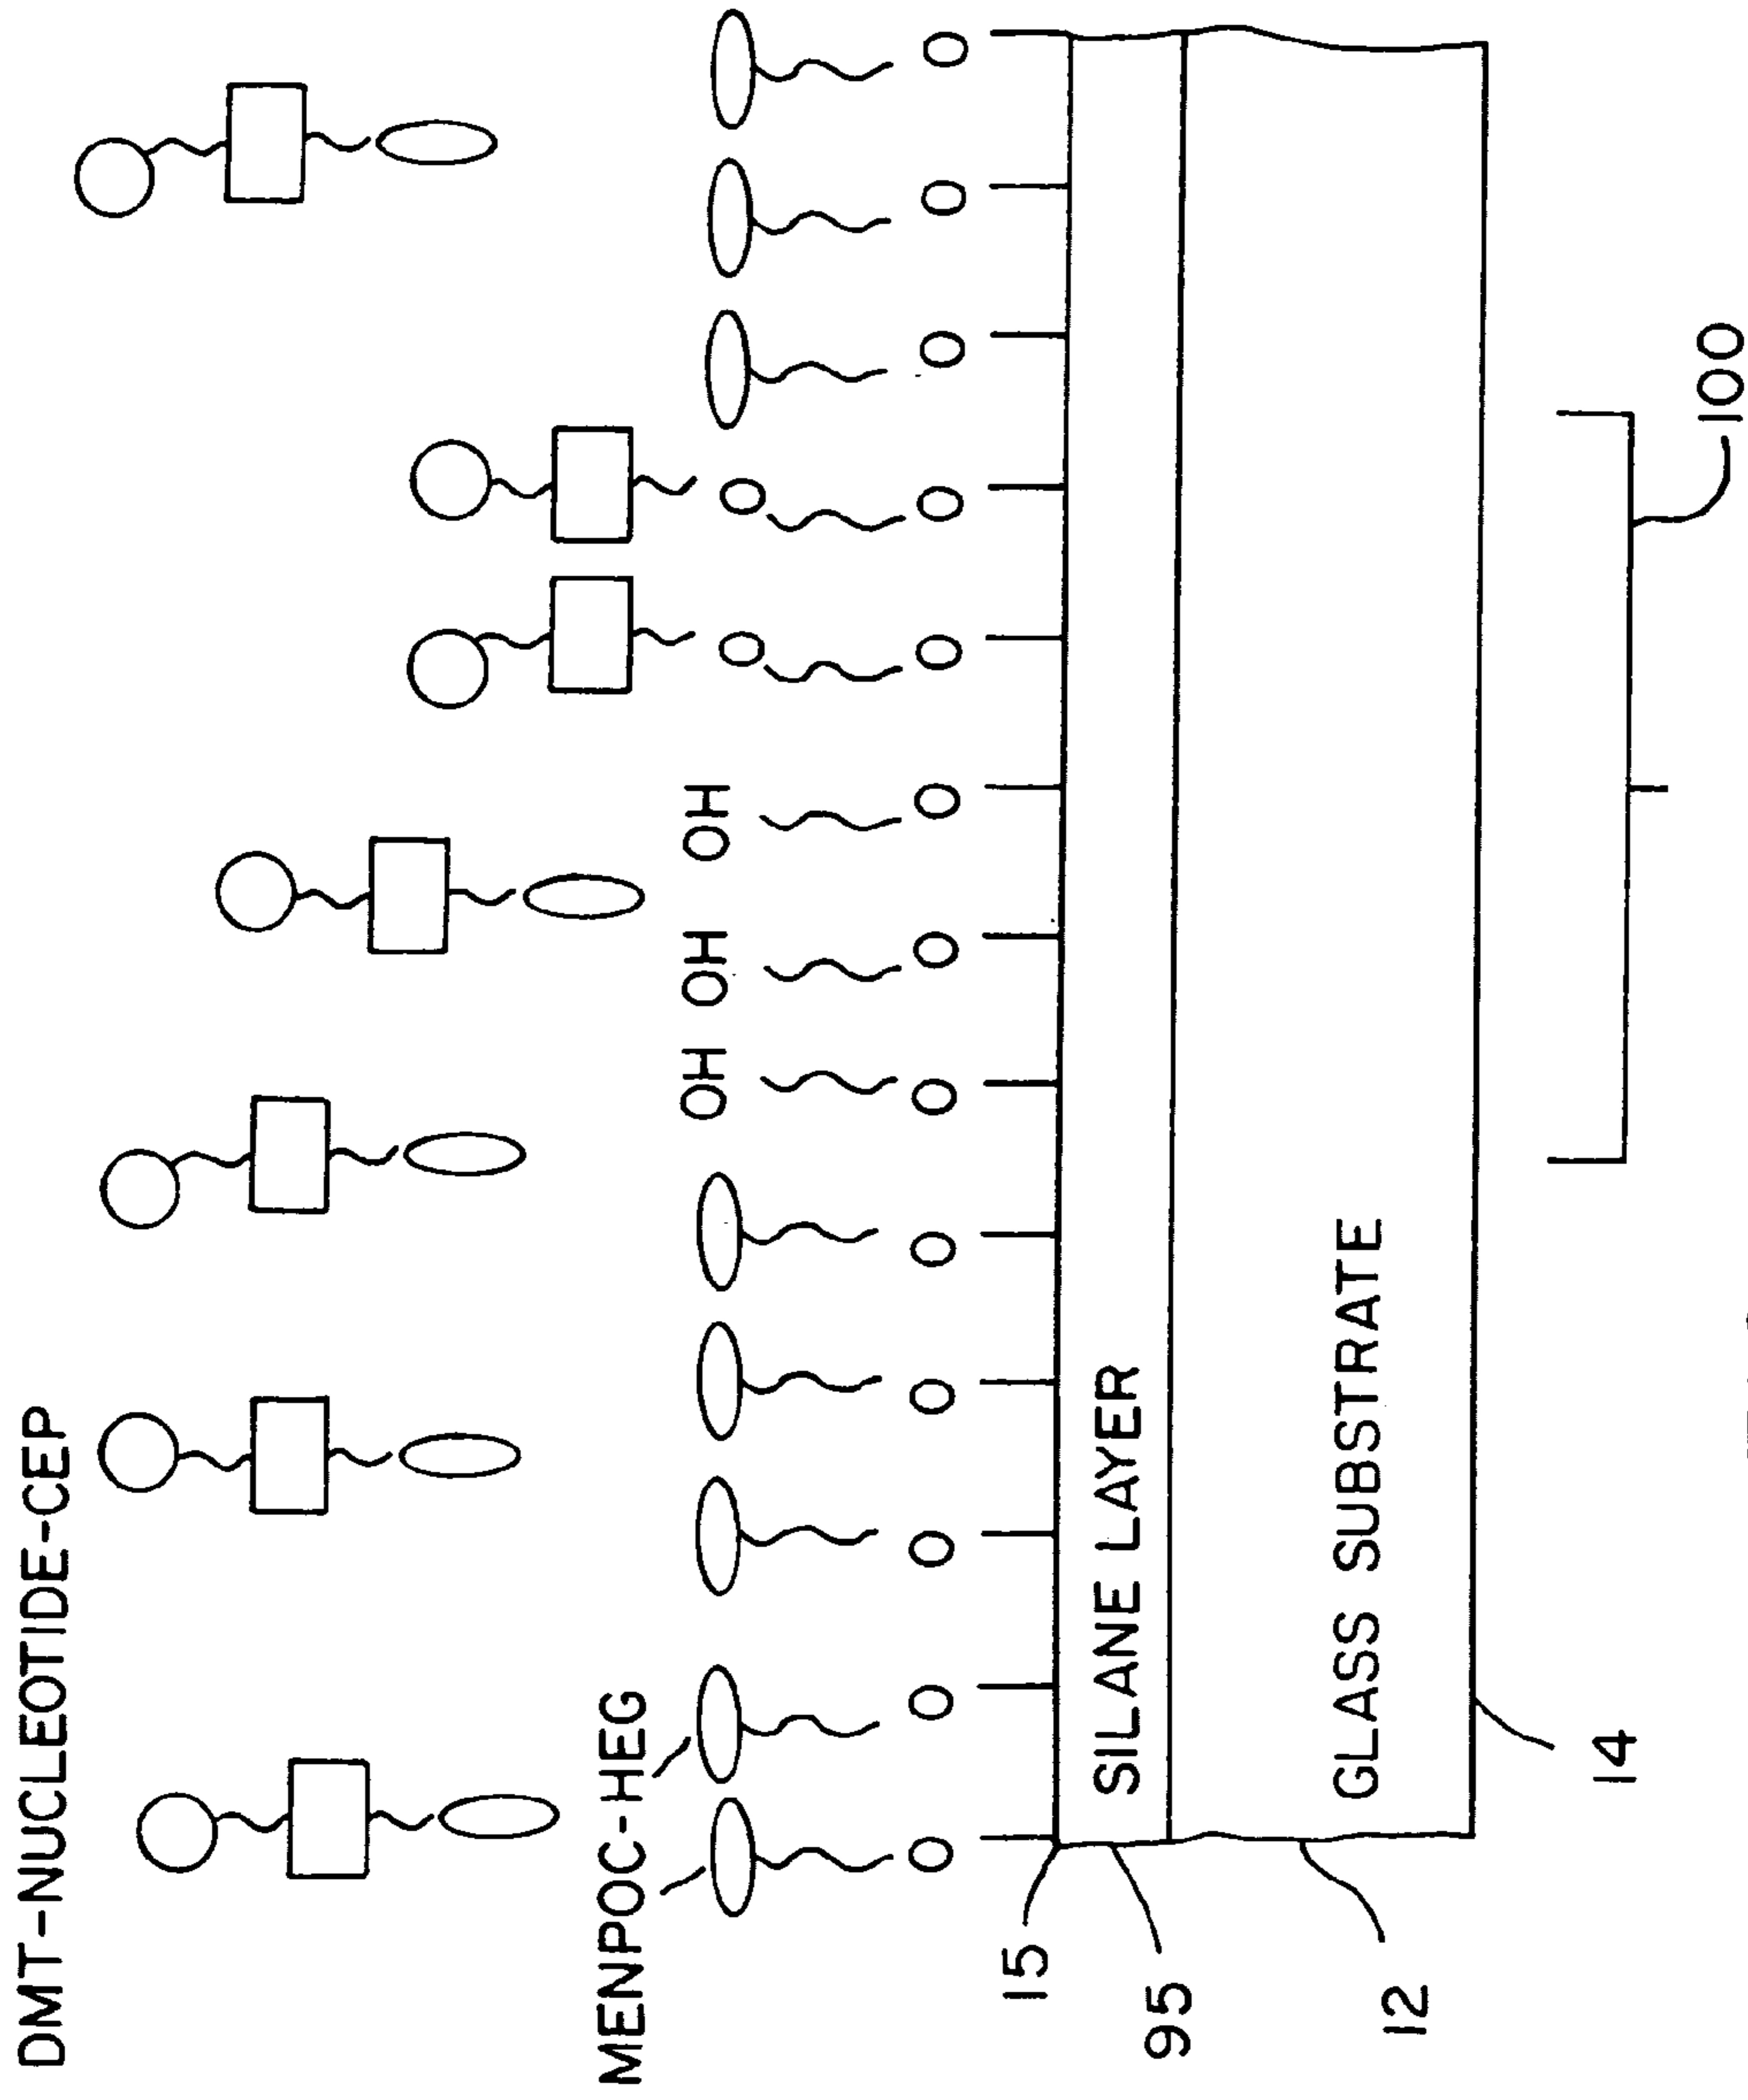 DMT-NUCLEOTIDE-CEP
MENPOC-HEG
OH OH OH
O O
O O O O O O O O O O O O O
15
SILANE LAYER
95
GLASS SUBSTRATE
12
14
100